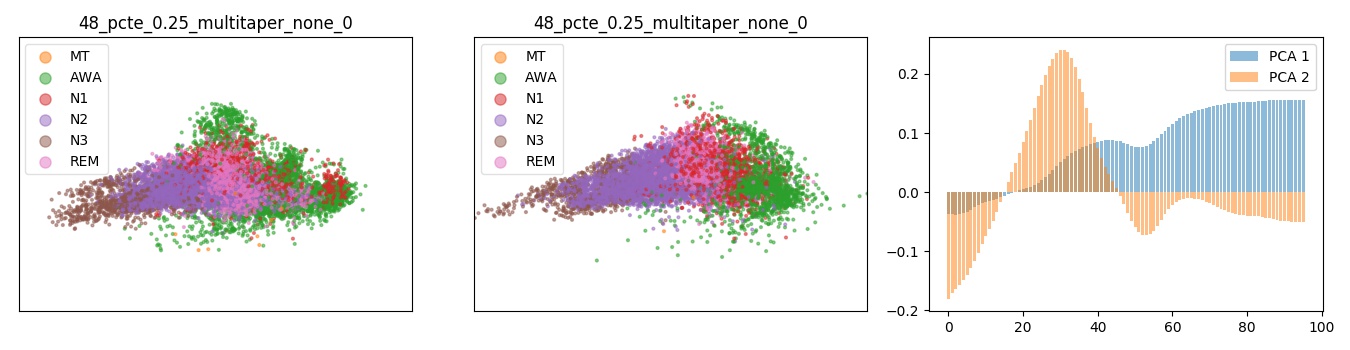 48_pcte_0.25_multitaper_none_0
MT
AWA
N1
N2
N3
REM
48_pcte_0.25_multitaper_none_0
MT
AWA
N1
N2
N3
REM
PCA 1
PCA 2
0.2
0.1
0.0
−0.1
−0.2
0 20 40 60 80 100